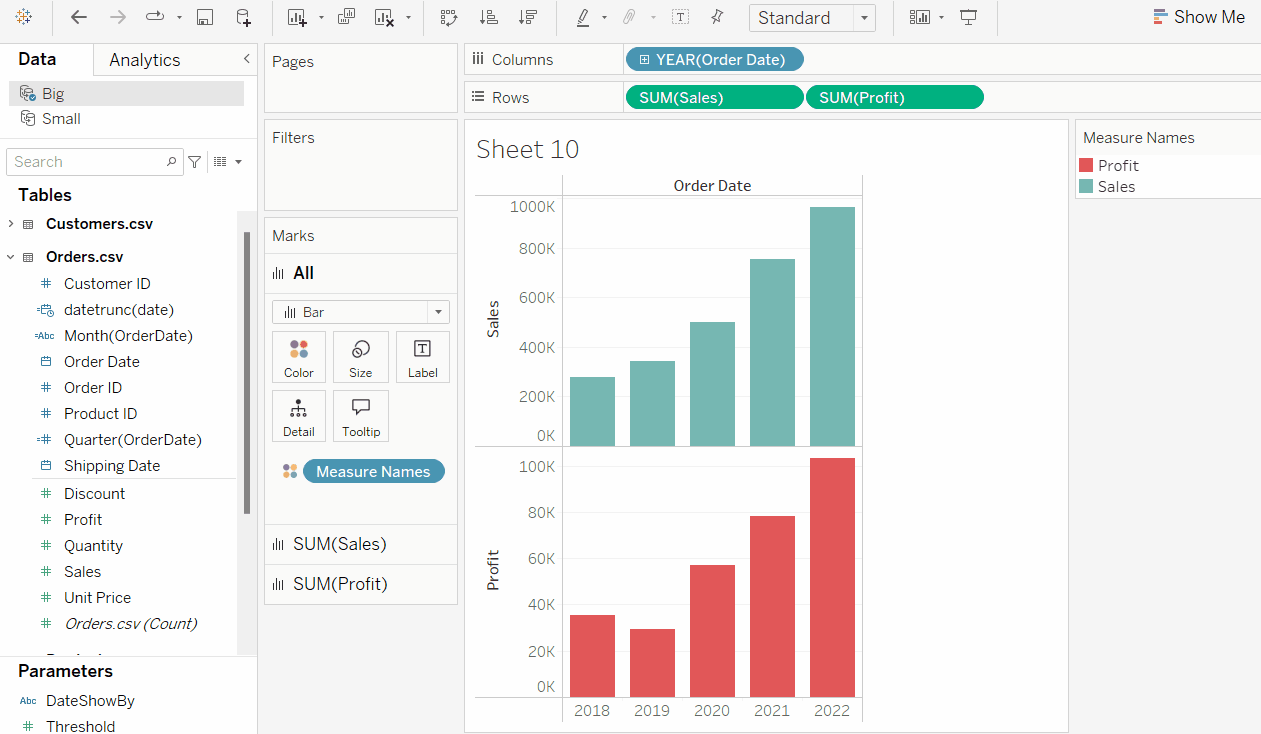 Standard
Show Me
Data
Analytics
Big
Small
Search
Tables
Customers.csv
Orders.csv
Customer ID
datetrunc(date)
Abc Month(OrderDate)
Order Date
Order ID
Product ID
Quarter(OrderDate)
Shipping Date
Discount
Profit
Quantity
Sales
Unit Price
Orders.csv (Count)
Parameters
Abc DateShowBy
Threshold
Pages
Filters
Marks
All
Bar
Color
Size
Label
Detail
Tooltip
Measure Names
SUM(Sales)
SUM(Profit)
Columns
YEAR(Order Date)
Rows
SUM(Sales)
SUM(Profit)
Sheet 10
Order Date
Sales
1000K
800K
600K
400K
200K
0K
Profit
100K
80K
60K
40K
20K
0K
2018
2019
2020
2021
2022
Measure Names
Profit
Sales